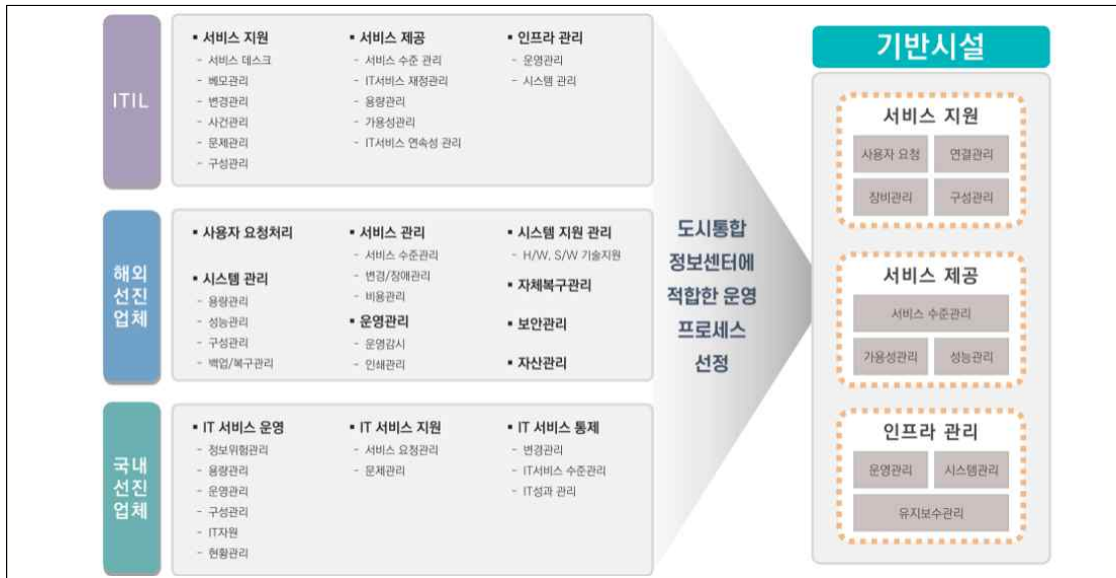 ITIL
▪ 서비스 지원
- 서비스 데스크
- 베모관리
- 변경관리
- 사건관리
- 문제관리
- 구성관리
▪ 서비스 제공
- 서비스 수준 관리
- IT서비스 재정관리
- 용량관리
- 가용성관리
- IT서비스 연속성 관리
▪ 인프라 관리
- 운영관리
- 시스템 관리
해외
선진
업체
▪ 사용자 요청처리
▪ 시스템 관리
- 용량관리
- 성능관리
- 구성관리
- 백업/복구관리
▪ 서비스 관리
- 서비스 수준관리
- 변경/장애관리
- 비용관리
▪ 운영관리
- 운영감시
- 인쇄관리
▪ 시스템 지원 관리
- H/W, S/W 기술지원
▪ 자체복구관리
▪ 보안관리
▪ 자산관리
국내
선진
업체
▪ IT 서비스 운영
- 정보위험관리
- 용량관리
- 운영관리
- 구성관리
- IT자원
- 현황관리
▪ IT 서비스 지원
- 서비스 요청관리
- 문제관리
▪ IT 서비스 통제
- 변경관리
- IT서비스 수준관리
- IT성과 관리
도시통합
정보센터에
적합한 운영
프로세스
선정
기반시설
서비스 지원
사용자 요청
연결관리
장비관리
구성관리
서비스 제공
서비스 수준관리
가용성관리
성능관리
인프라 관리
운영관리
시스템관리
유지보수관리